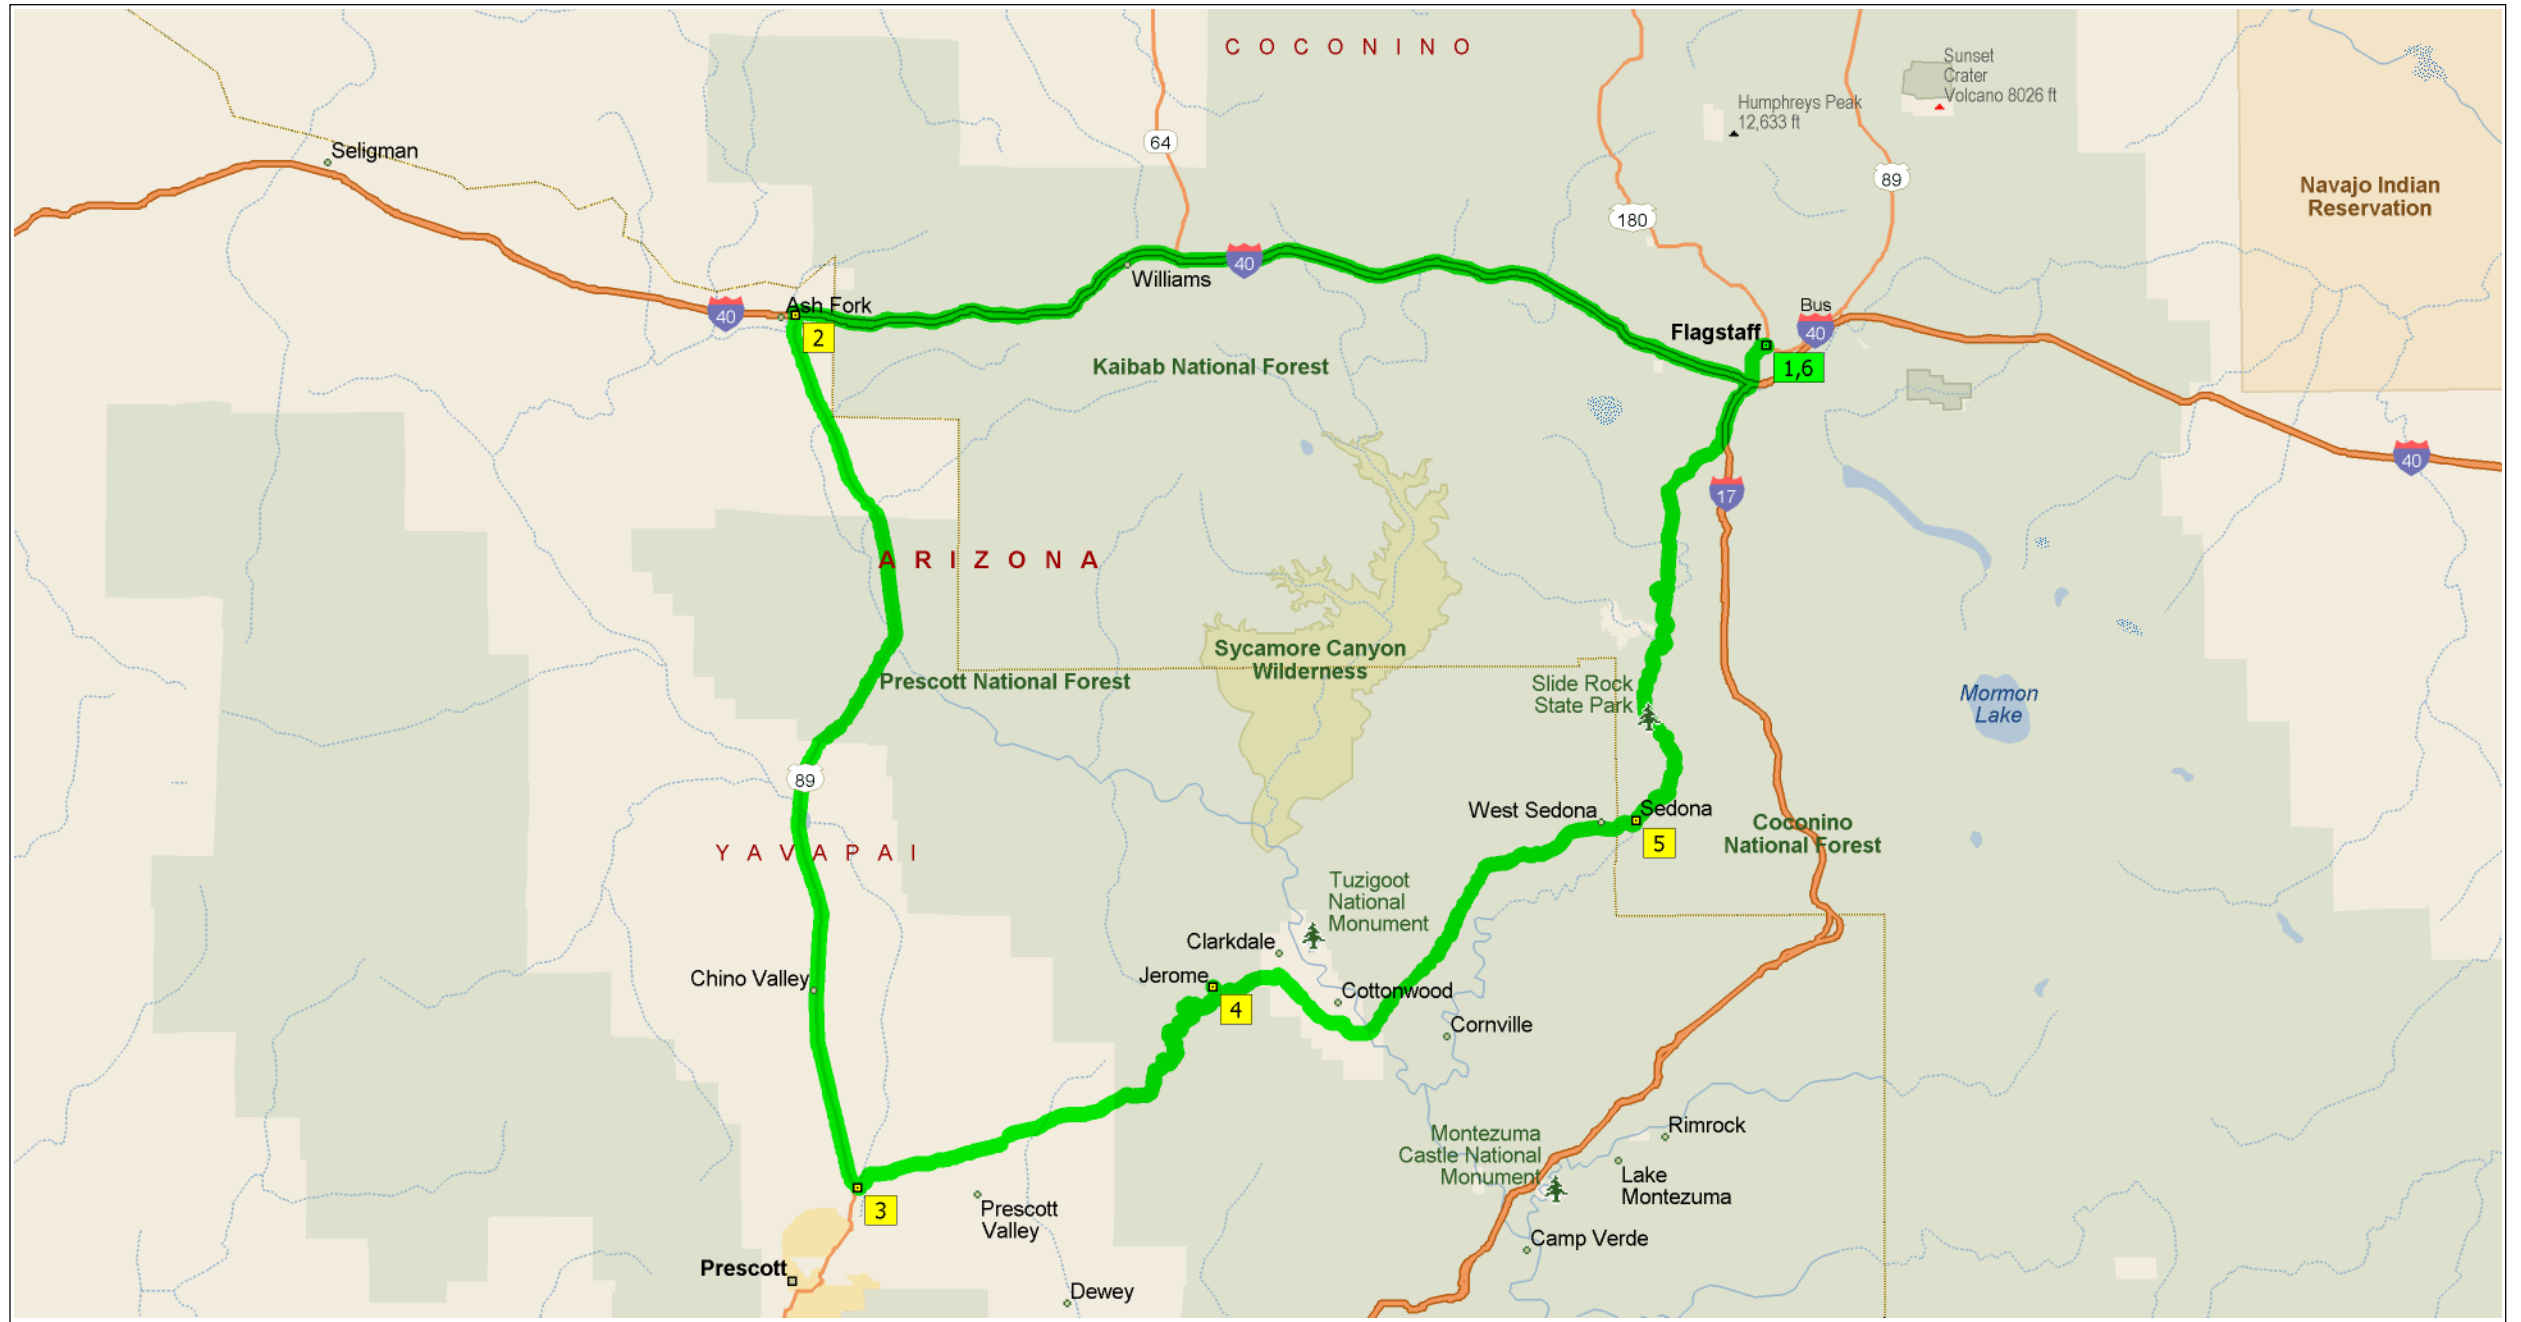 COCONINO
Sunset
Crater
Volcano 8026 ft
Humphreys Peak
12,633 ft
64
Seligman
89
Navajo Indian
Reservation
180
40
Williams
Ash Fork
40
2
Bus
40
Flagstaff
1,6
Kaibab National Forest
40
17
ARIZONA
Sycamore Canyon
Wilderness
Prescott National Forest
Slide Rock
State Park
Mormon
Lake
89
West Sedona
Sedona
5
Coconino
National Forest
YAVAPAI
Tuzigoot
National
Monument
Clarkdale
Chino Valley
Jerome
4
Cottonwood
Cornville
Montezuma
Castle National
Monument
Rimrock
Lake
Montezuma
3
Prescott
Valley
Camp Verde
Prescott
Dewey